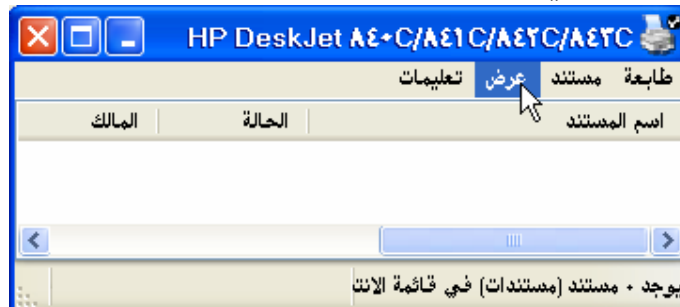 HP DeskJet ٨٤٠C/٨٤١C/٨٤٢C/٨٤٣C
طابعة مستند عرض تعليمات
اسم المستند الحالة المالك
يوجد ٠ مستند (مستندات) في قائمة الانت